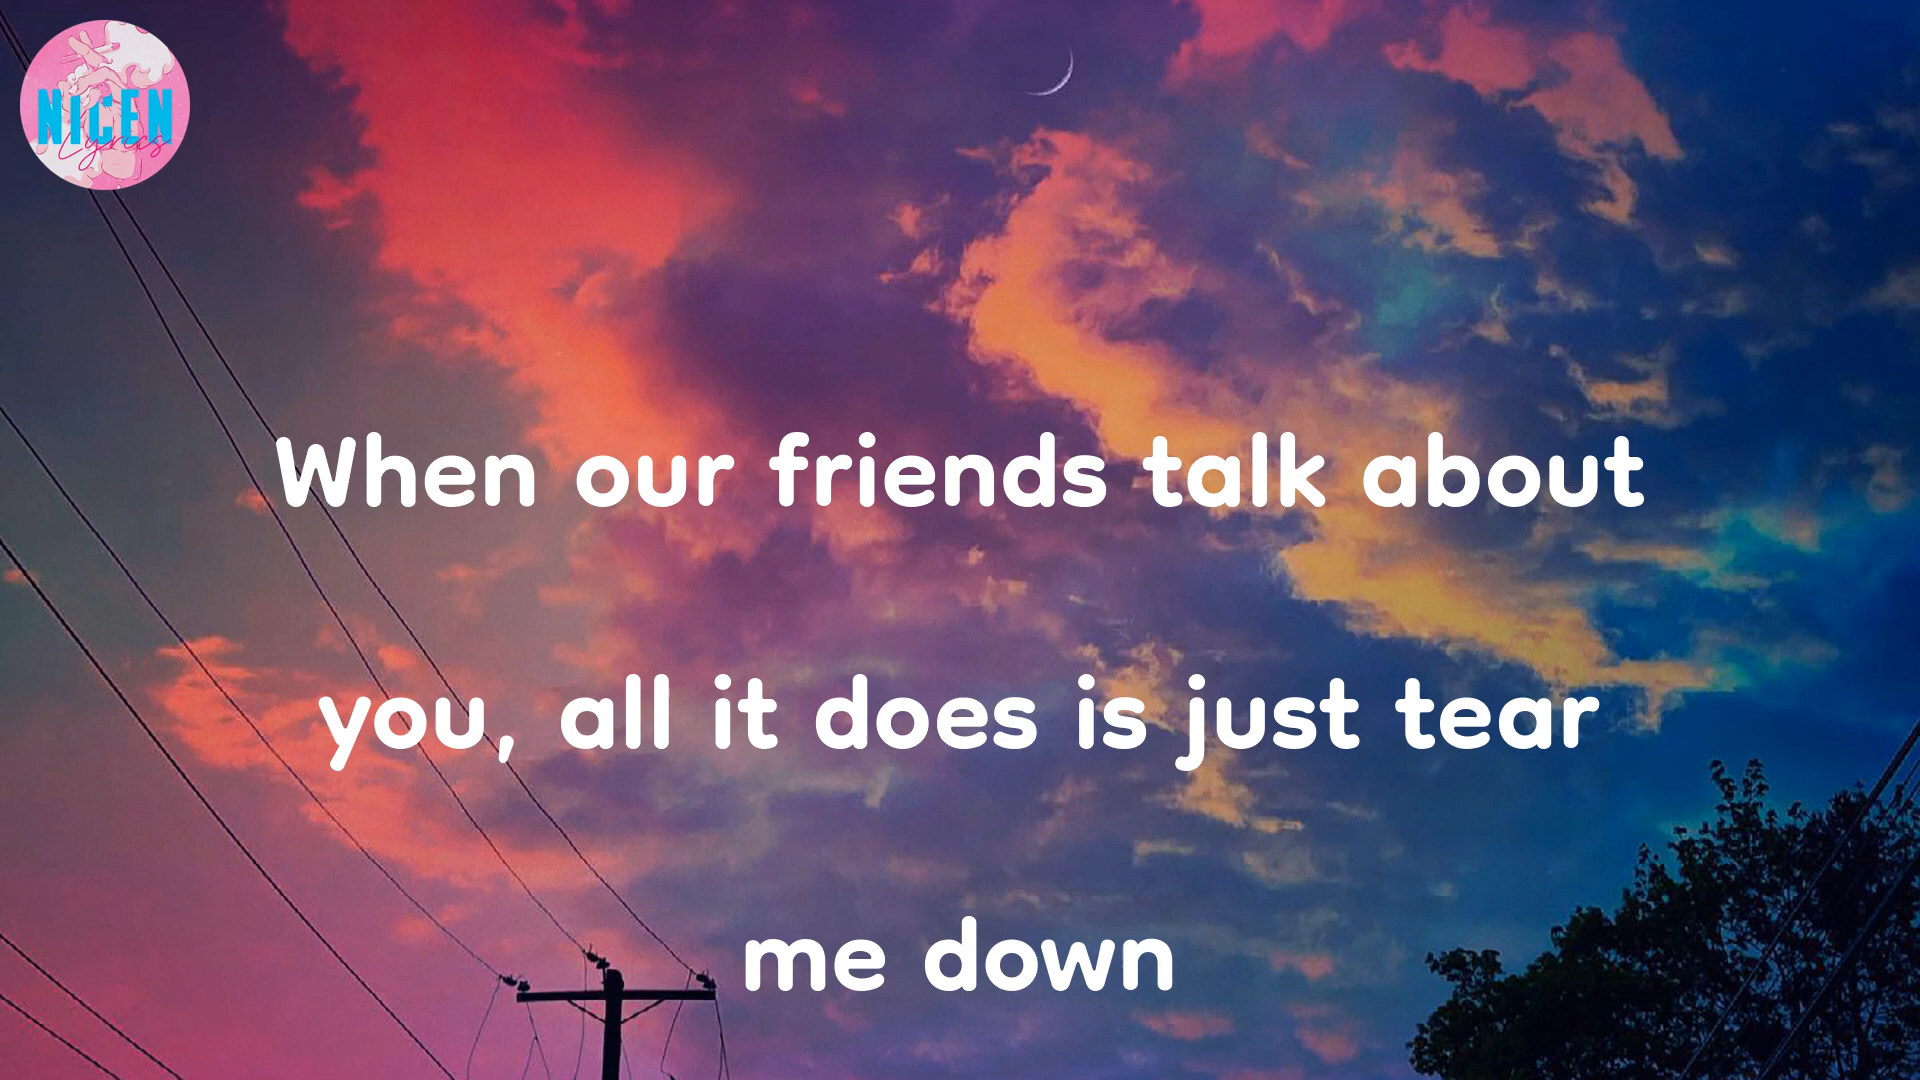 NICEN
Lyrics
When our friends talk about
you, all it does is just tear
me down